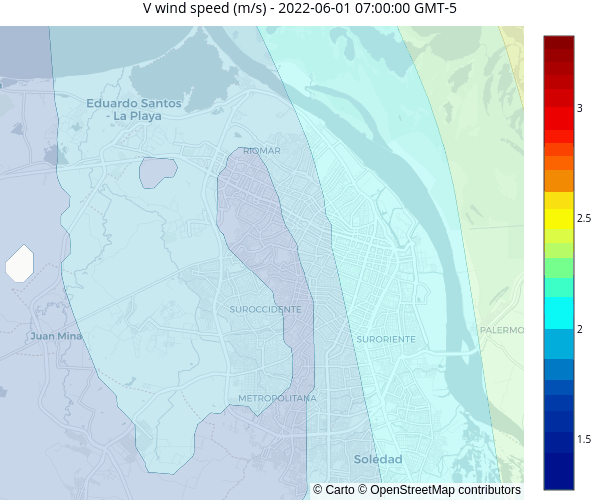 V wind speed (m/s) - 2022-06-01 07:00:00 GMT-5
Eduardo Santos
- La Playa
RIOMAR
3
2.5
SUROCCIDENTE
Juan Mina
SURORIENTE
PALERMO
2
METROPOLITANA
1.5
Soledad
© Carto © OpenStreetMap contributors